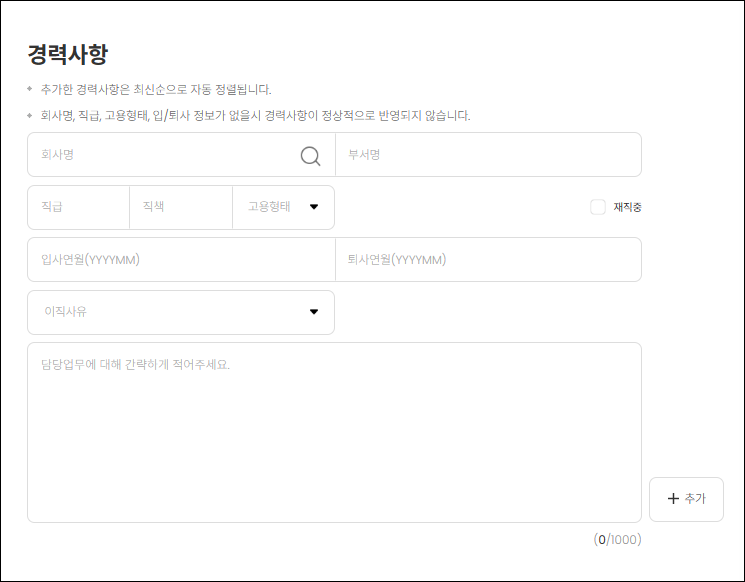 경력사항
추가한 경력사항은 최신순으로 자동 정렬됩니다.
회사명, 직급, 고용형태, 입/퇴사 정보가 없을시 경력사항이 정상적으로 반영되지 않습니다.
회사명 부서명
직급 직책 고용형태 재직중
입사연월(YYYYMM) 퇴사연월(YYYYMM)
이직사유
담당업무에 대해 간략하게 적어주세요.
+ 추가
(0/1000)